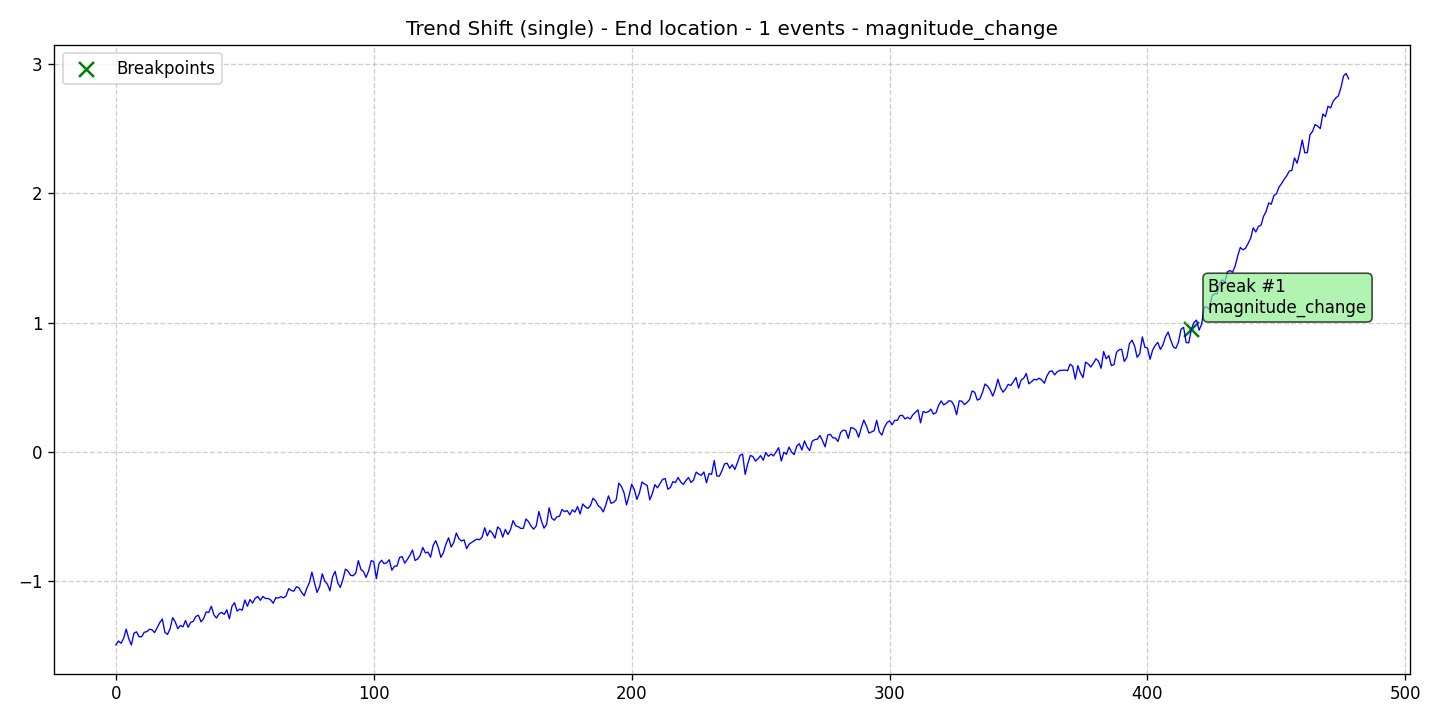 Trend Shift (single) - End location - 1 events - magnitude_change
Breakpoints
3
2
1
0
−1
Break #1
magnitude_change
0
100
200
300
400
500